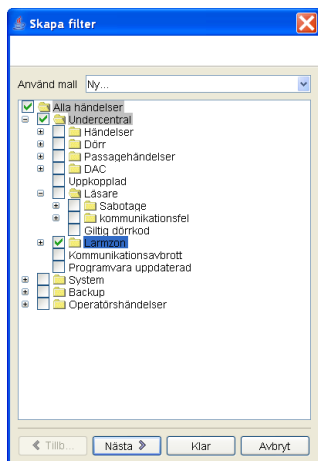 Skapa filter
Använd mall Ny...
Alla händelser
Undercentral
Händelser
Dörr
Passagehändelser
DAC
Uppkopplad
Läsare
Sabotage
kommunikationsfel
Giltig dörrkod
Larmzon
Kommunikationsavbrott
Programvara uppdaterad
System
Backup
Operatörshändelser
Tillb... Nästa Klar Avbryt